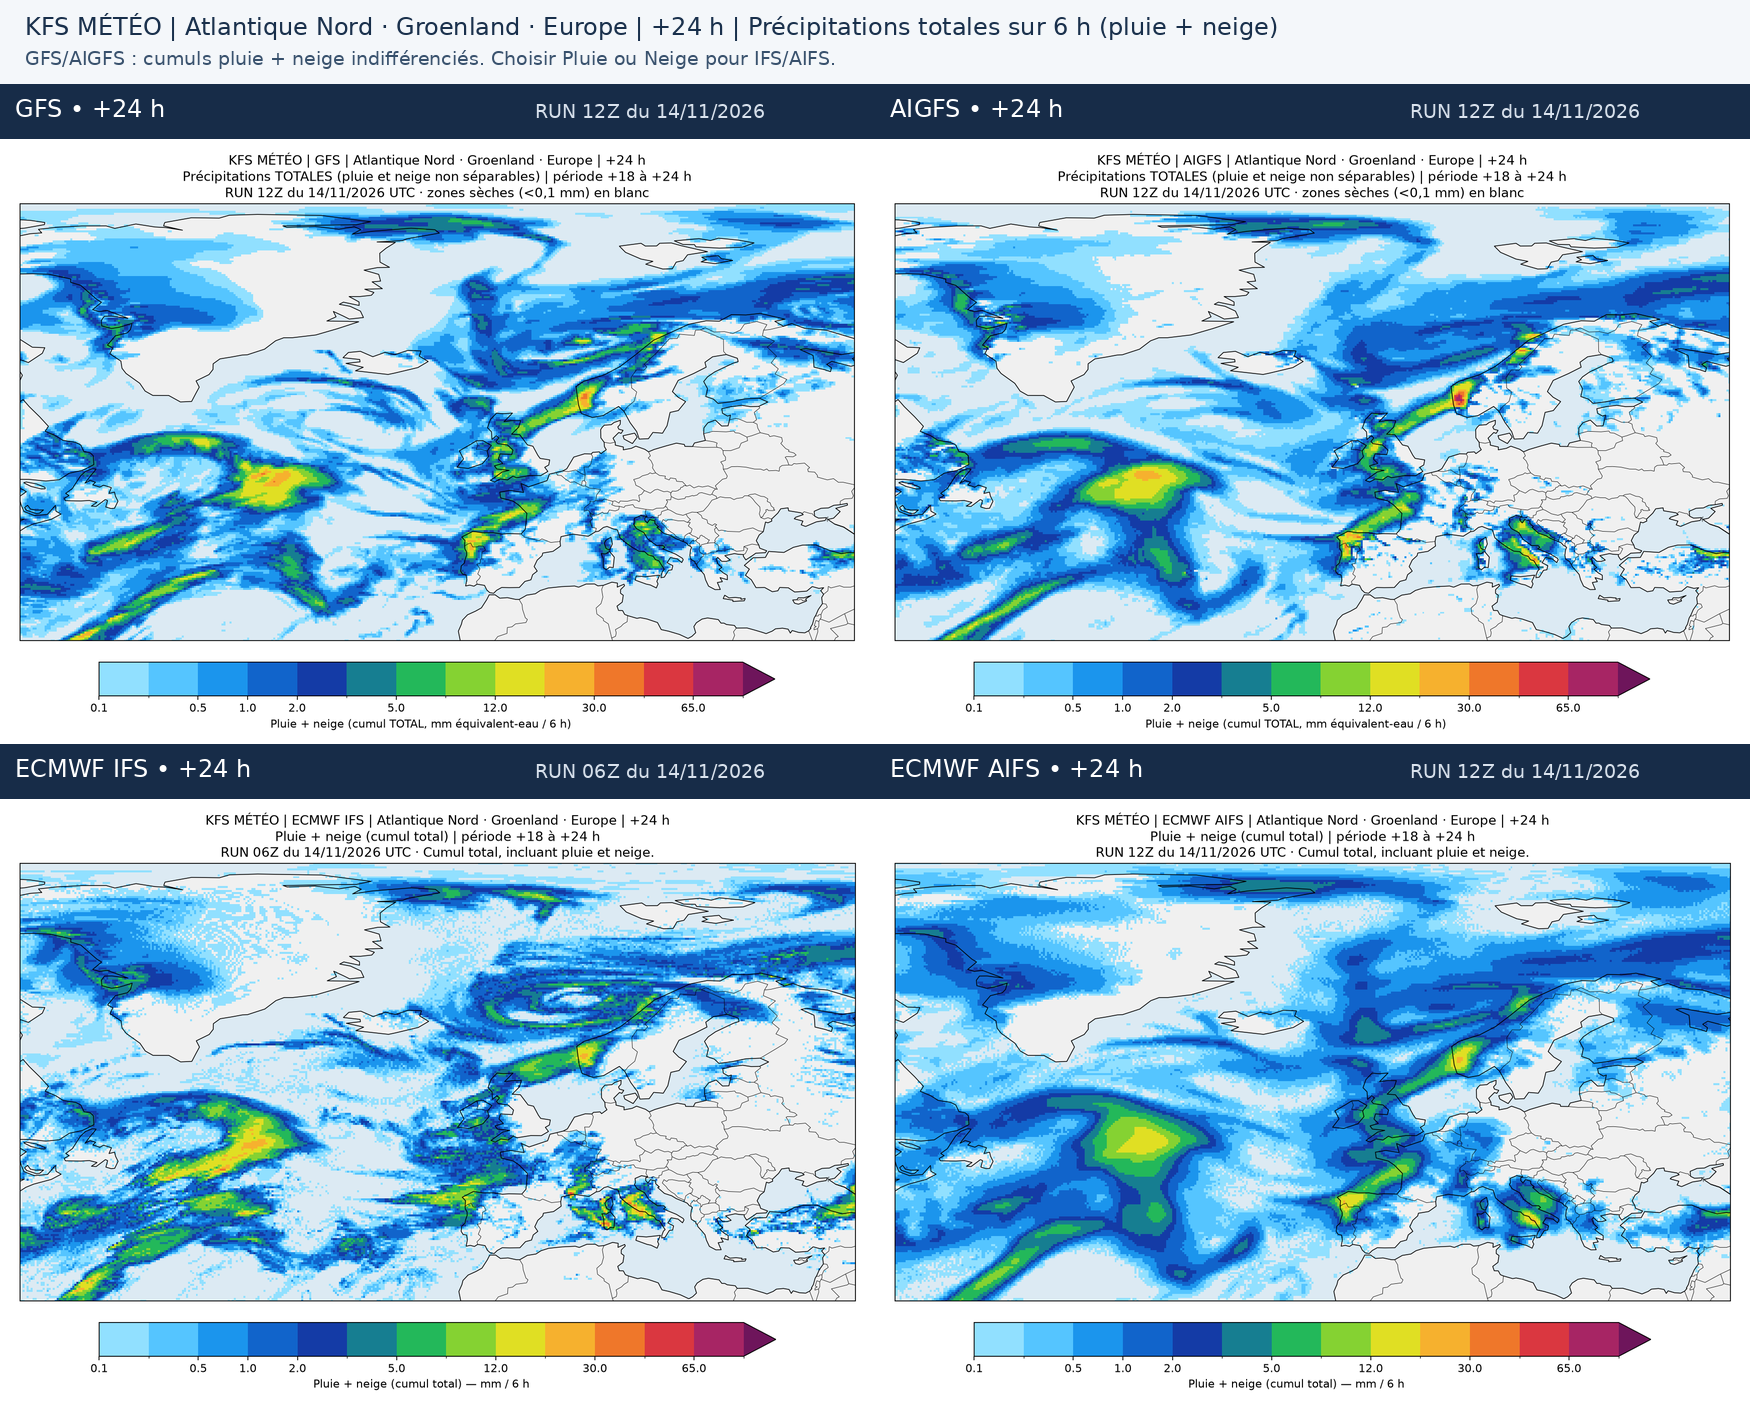 KFS MÉTÉO | Atlantique Nord · Groenland · Europe | +24 h | Précipitations totales sur 6 h (pluie + neige)
GFS/AIGFS : cumuls pluie + neige indifférenciés. Choisir Pluie ou Neige pour IFS/AIFS.
GFS • +24 h RUN 12Z du 14/11/2026
AIGFS • +24 h RUN 12Z du 14/11/2026
KFS MÉTÉO | GFS | Atlantique Nord · Groenland · Europe | +24 h
Précipitations TOTALES (pluie et neige non séparables) | période +18 à +24 h
RUN 12Z du 14/11/2026 UTC · zones sèches (<0,1 mm) en blanc
KFS MÉTÉO | AIGFS | Atlantique Nord · Groenland · Europe | +24 h
Précipitations TOTALES (pluie et neige non séparables) | période +18 à +24 h
RUN 12Z du 14/11/2026 UTC · zones sèches (<0,1 mm) en blanc
0.1 0.5 1.0 2.0 5.0 12.0 30.0 65.0
Pluie + neige (cumul TOTAL, mm équivalent-eau / 6 h)
0.1 0.5 1.0 2.0 5.0 12.0 30.0 65.0
Pluie + neige (cumul TOTAL, mm équivalent-eau / 6 h)
ECMWF IFS • +24 h RUN 06Z du 14/11/2026
ECMWF AIFS • +24 h RUN 12Z du 14/11/2026
KFS MÉTÉO | ECMWF IFS | Atlantique Nord · Groenland · Europe | +24 h
Pluie + neige (cumul total) | période +18 à +24 h
RUN 06Z du 14/11/2026 UTC · Cumul total, incluant pluie et neige.
KFS MÉTÉO | ECMWF AIFS | Atlantique Nord · Groenland · Europe | +24 h
Pluie + neige (cumul total) | période +18 à +24 h
RUN 12Z du 14/11/2026 UTC · Cumul total, incluant pluie et neige.
0.1 0.5 1.0 2.0 5.0 12.0 30.0 65.0
Pluie + neige (cumul total) — mm / 6 h
0.1 0.5 1.0 2.0 5.0 12.0 30.0 65.0
Pluie + neige (cumul total) — mm / 6 h